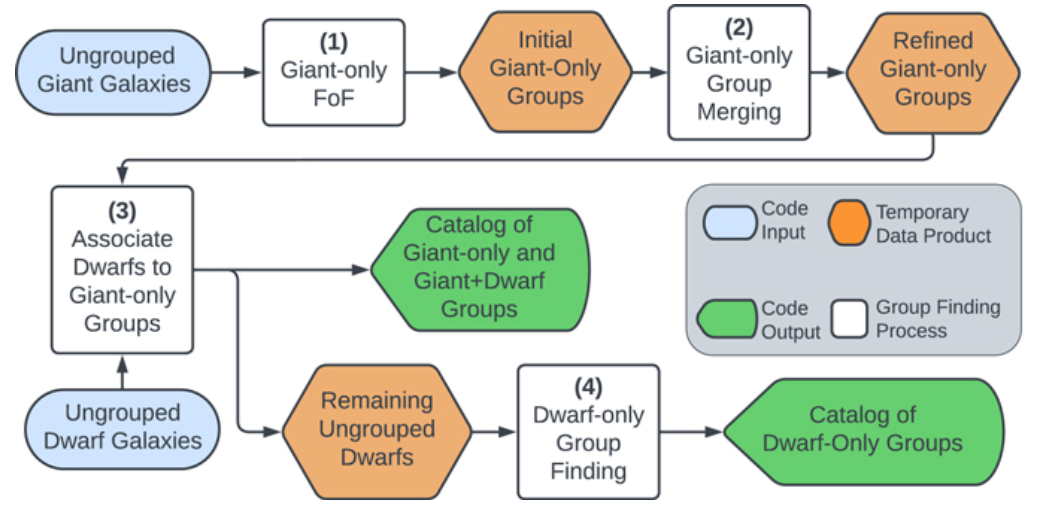 Ungrouped
Giant Galaxies
(1)
Giant-only
FoF
Initial
Giant-Only
Groups
(2)
Giant-only
Group
Merging
Refined
Giant-only
Groups
(3)
Associate
Dwarfs to
Giant-only
Groups
Catalog of
Giant-only and
Giant+Dwarf
Groups
Code
Input
Temporary
Data Product
Code
Output
Group Finding
Process
Ungrouped
Dwarf Galaxies
Remaining
Ungrouped
Dwarfs
(4)
Dwarf-only
Group
Finding
Catalog of
Dwarf-Only Groups